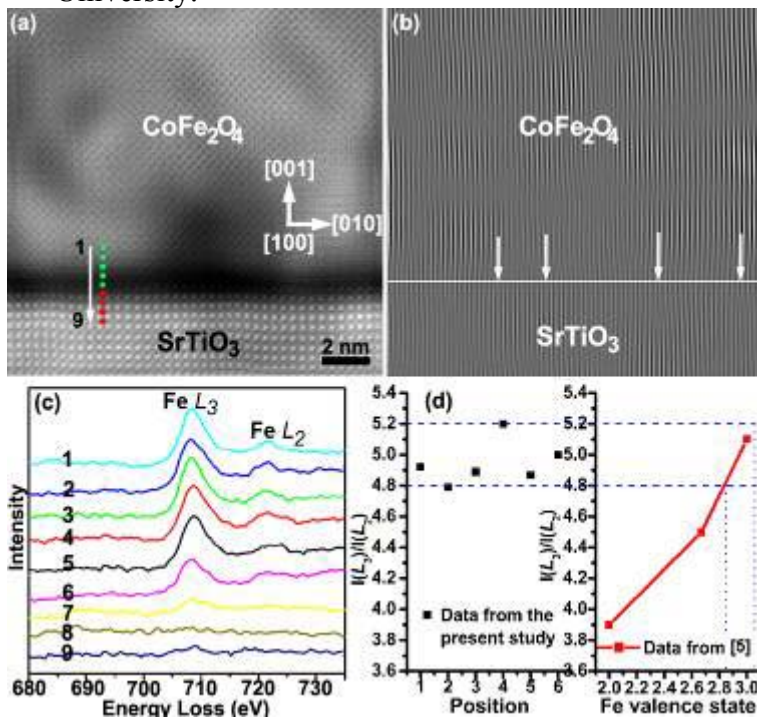 University.
(a)
CoFe2O4
[001]
[010]
[100]
1
9
SrTiO3
2 nm
(b)
CoFe2O4
SrTiO3
(c)
Fe L3
Fe L2
1
2
3
4
5
6
7
8
9
Intensity
680 690 700 710 720 730
Energy Loss (eV)
(d)
5.4
5.2
5.0
4.8
4.6
4.4
4.2
4.0
3.8
3.6
I(L3)/I(L2)
Data from the
present study
1 2 3 4 5 6
Position
5.4
5.2
5.0
4.8
4.6
4.4
4.2
4.0
3.8
3.6
I(L3)/I(L2)
Data from [5]
2.0 2.2 2.4 2.6 2.8 3.0
Fe valence state